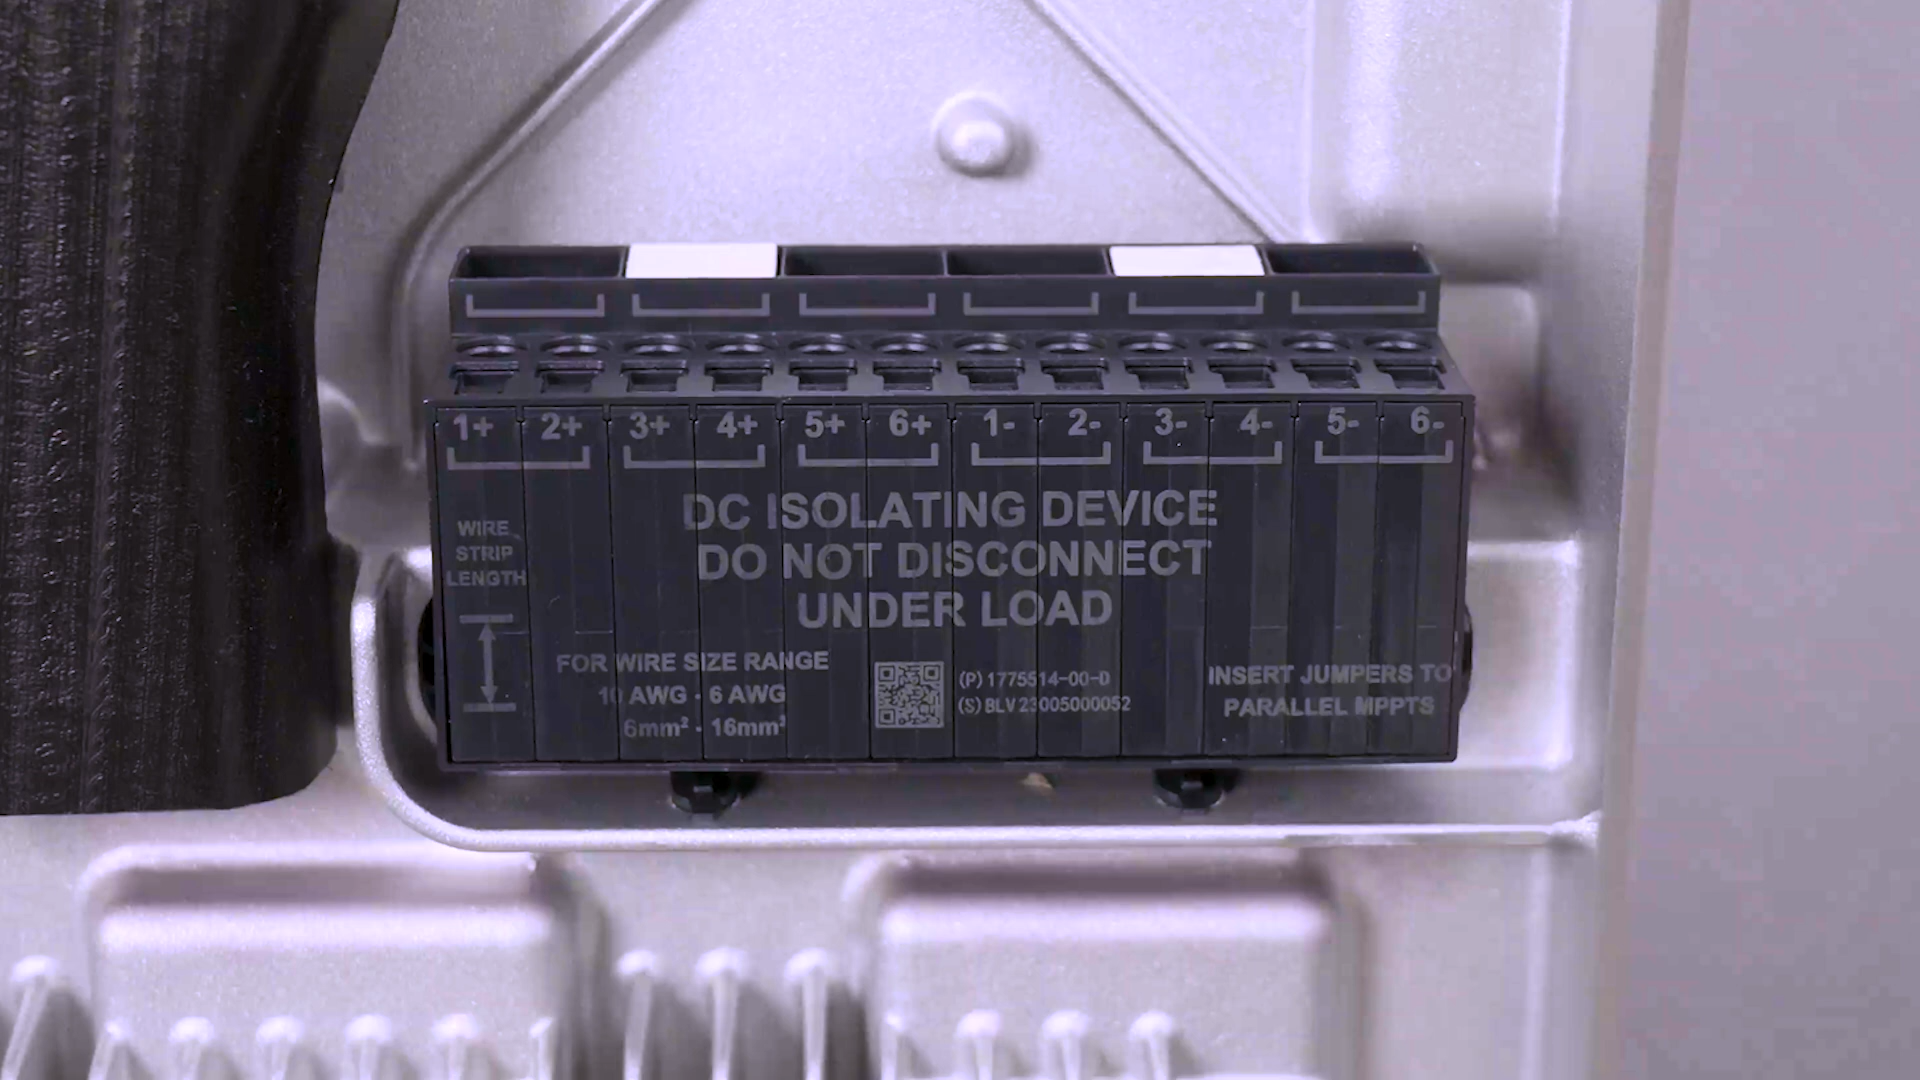 1+ 2+ 3+ 4+ 5+ 6+ 1- 2- 3- 4- 5- 6-
DC ISOLATING DEVICE
DO NOT DISCONNECT
UNDER LOAD
WIRE
STRIP
LENGTH
FOR WIRE SIZE RANGE
10 AWG - 6 AWG
6mm² - 16mm²
(P) 1775514-00-D
(S) BLV23005000052
INSERT JUMPERS TO
PARALLEL MPPTS